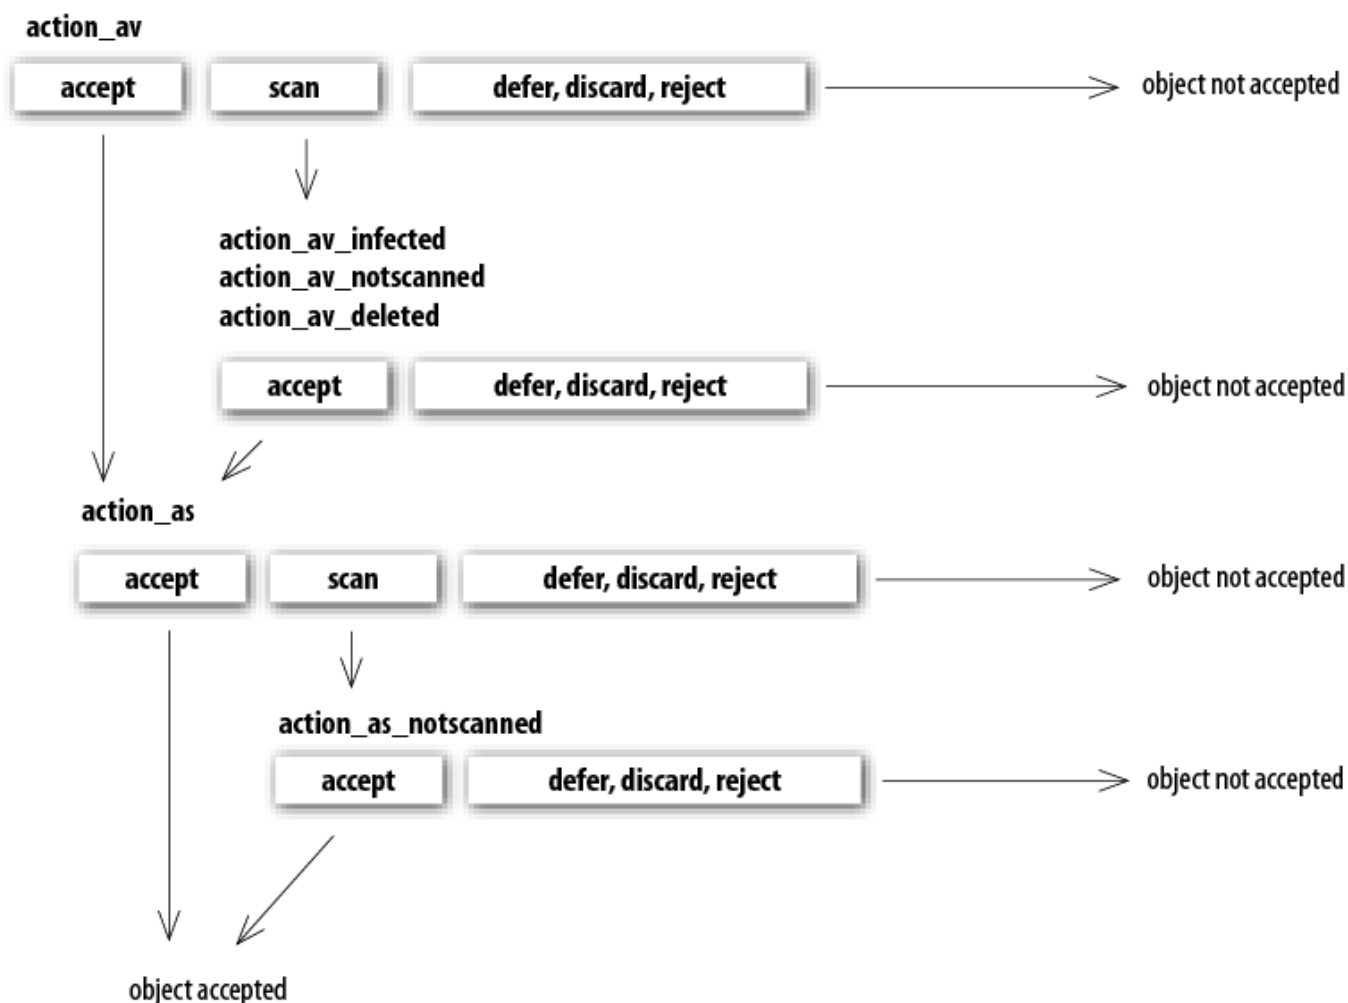 action_av
accept
scan
defer, discard, reject
object not accepted
action_av_infected
action_av_notscanned
action_av_deleted
accept
defer, discard, reject
object not accepted
action_as
accept
scan
defer, discard, reject
object not accepted
action_as_notscanned
accept
defer, discard, reject
object not accepted
object accepted